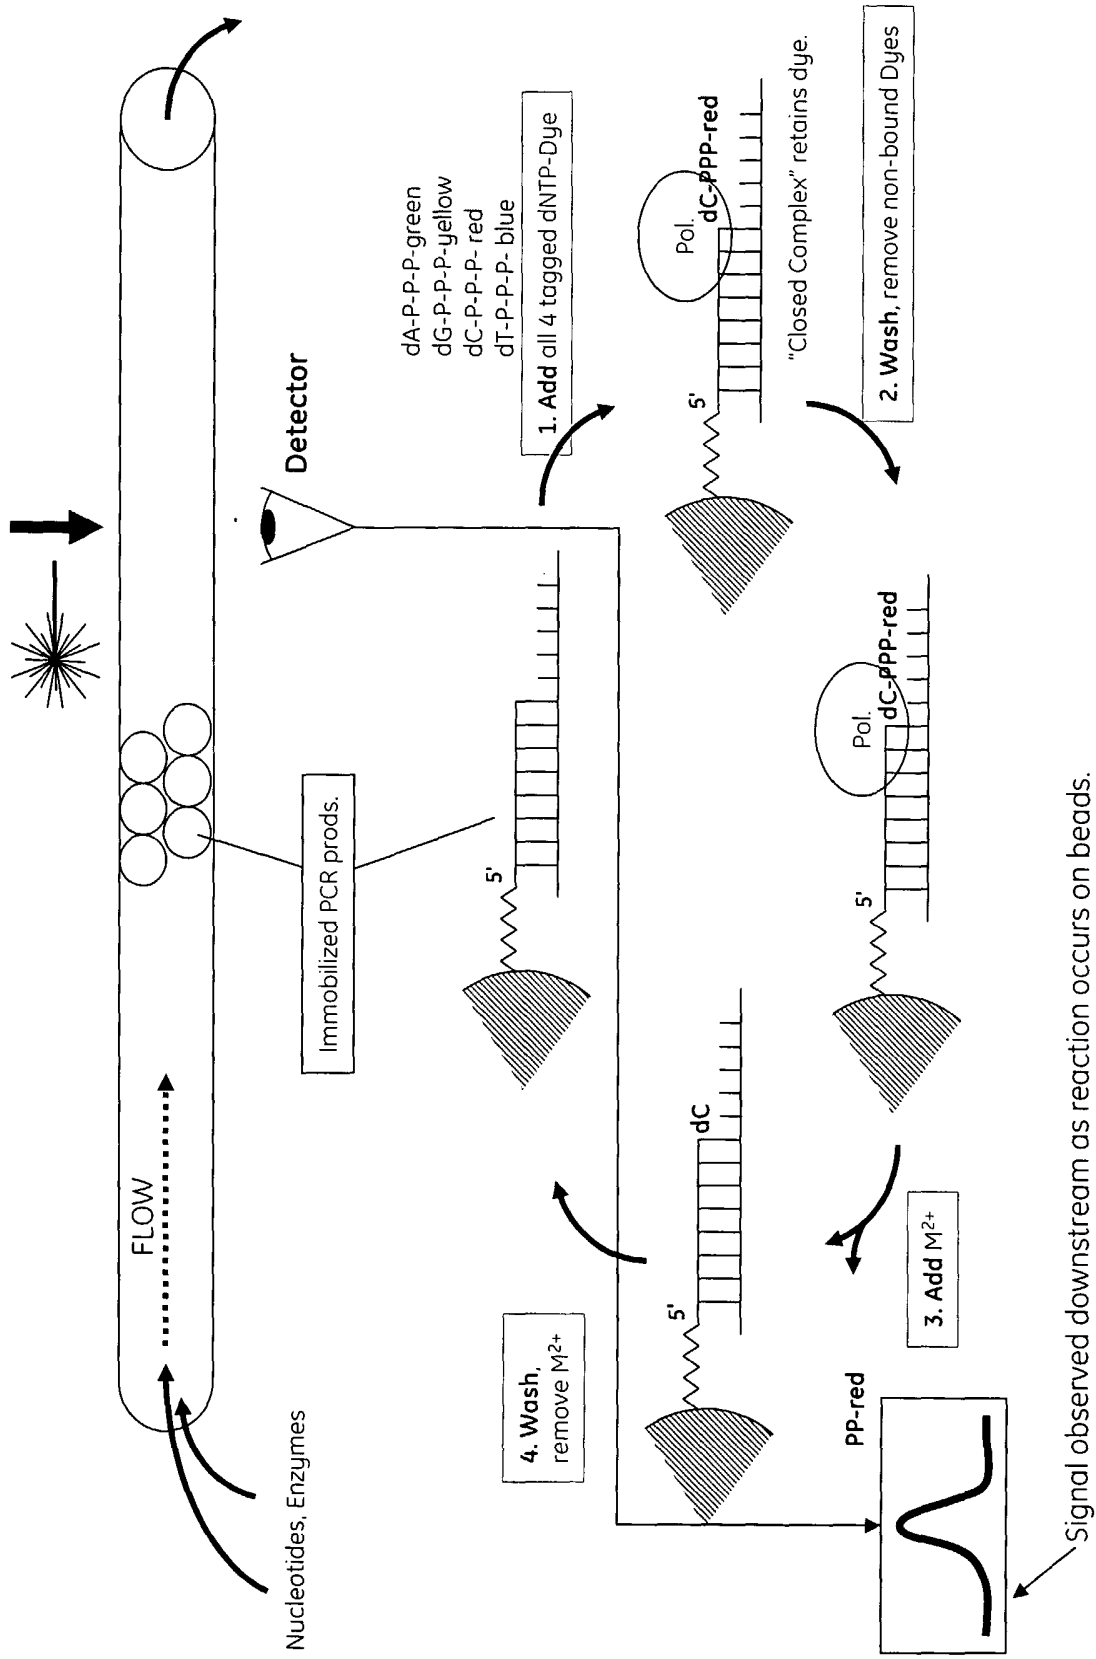 FLOW
Nucleotides, Enzymes
Detector
Immobilized PCR prods.
5'
dA-P-P-P-green
dG-P-P-P-yellow
dC-P-P-P- red
dT-P-P-P- blue
1. Add all 4 tagged dNTP-Dye
5'
Pol.
dC-PPP-red
"Closed Complex" retains dye.
2. Wash, remove non-bound Dyes
5'
Pol.
dC-PPP-red
3. Add M²⁺
PP-red
5'
dC
4. Wash,
remove M²⁺
Signal observed downstream as reaction occurs on beads.